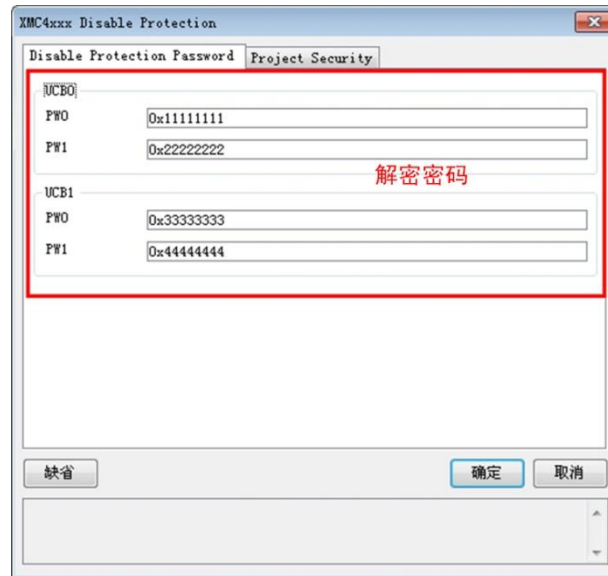 XMC4xxx Disable Protection
Disable Protection Password Project Security
UCB0
PW0 0x11111111
PW1 0x22222222
解密密码
UCB1
PW0 0x33333333
PW1 0x44444444
缺省 确定 取消